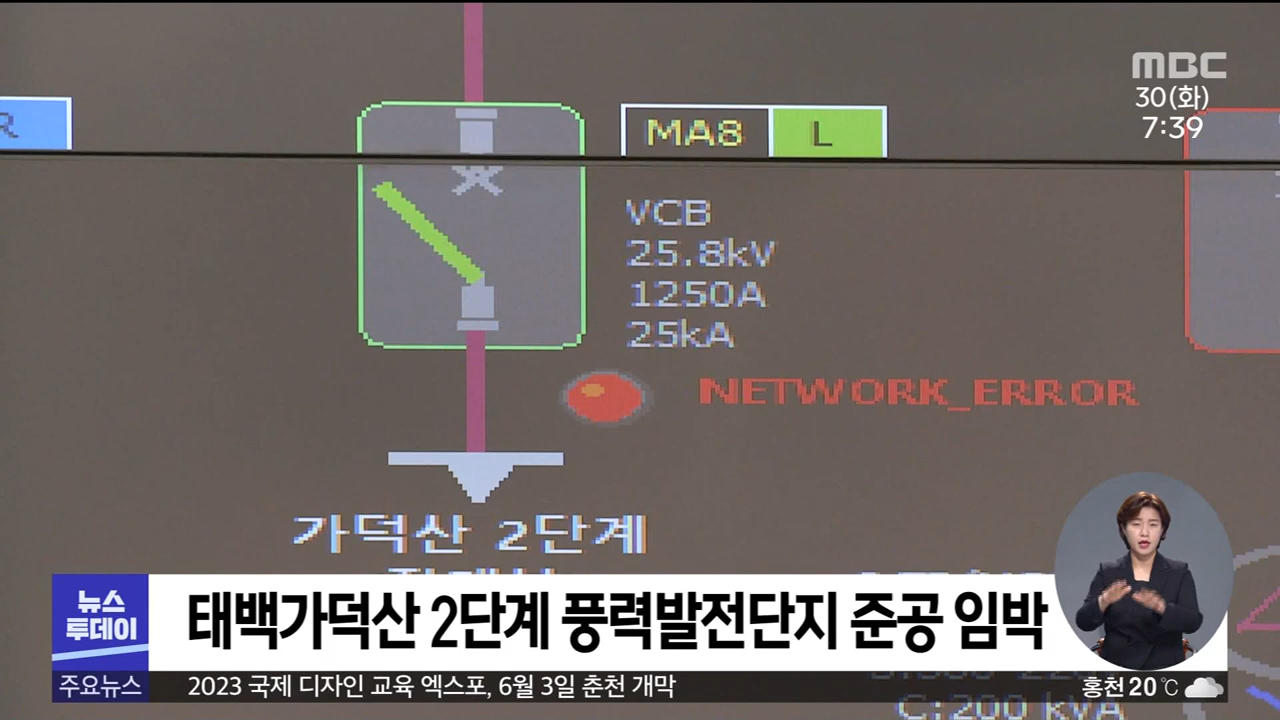 MBC
30(화)
7:39
R
MA8 L
VCB
25.8kV
1250A
25kA
NETWORK_ERROR
가덕산 2단계
뉴스
투데이
태백가덕산 2단계 풍력발전단지 준공 임박
주요뉴스
2023 국제 디자인 교육 엑스포, 6월 3일 춘천 개막
홍천 20℃
C:200 kVA